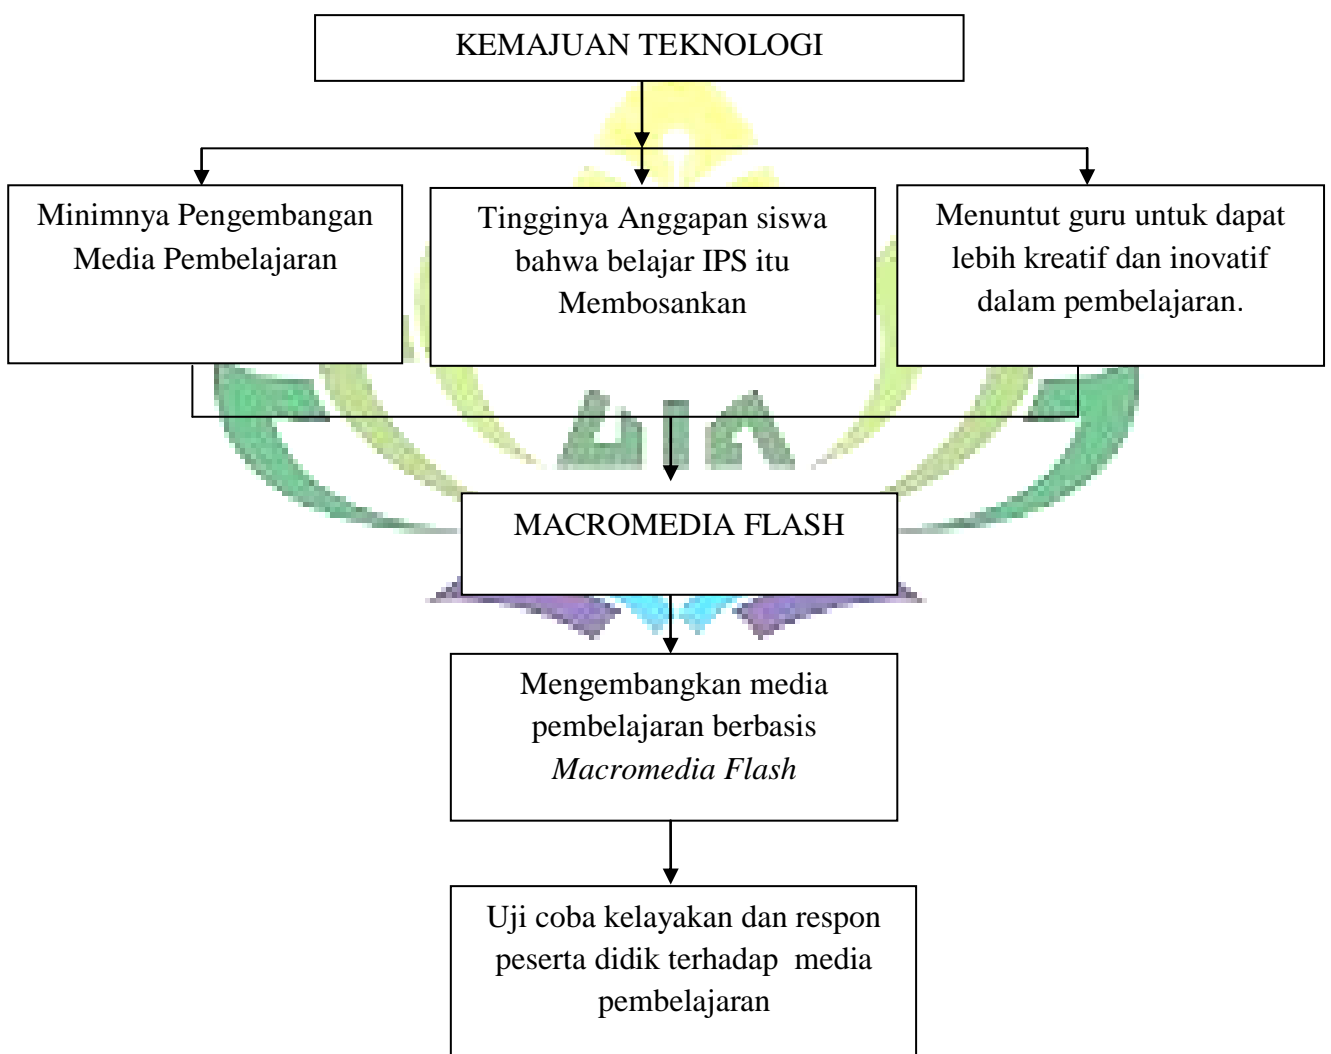 KEMAJUAN TEKNOLOGI
Minimnya Pengembangan
Media Pembelajaran
Tingginya Anggapan siswa
bahwa belajar IPS itu
Membosankan
Menuntut guru untuk dapat
lebih kreatif dan inovatif
dalam pembelajaran.
MACROMEDIA FLASH
Mengembangkan media
pembelajaran berbasis
Macromedia Flash
Uji coba kelayakan dan respon
peserta didik terhadap media
pembelajaran